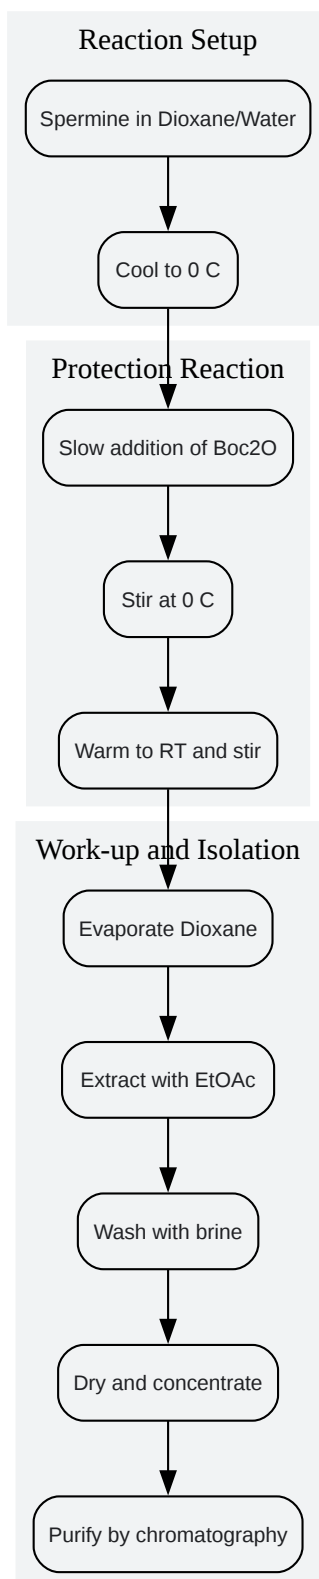 Reaction Setup
Spermine in Dioxane/Water
Cool to 0 C
Protection Reaction
Slow addition of Boc2O
Stir at 0 C
Warm to RT and stir
Work-up and Isolation
Evaporate Dioxane
Extract with EtOAc
Wash with brine
Dry and concentrate
Purify by chromatography